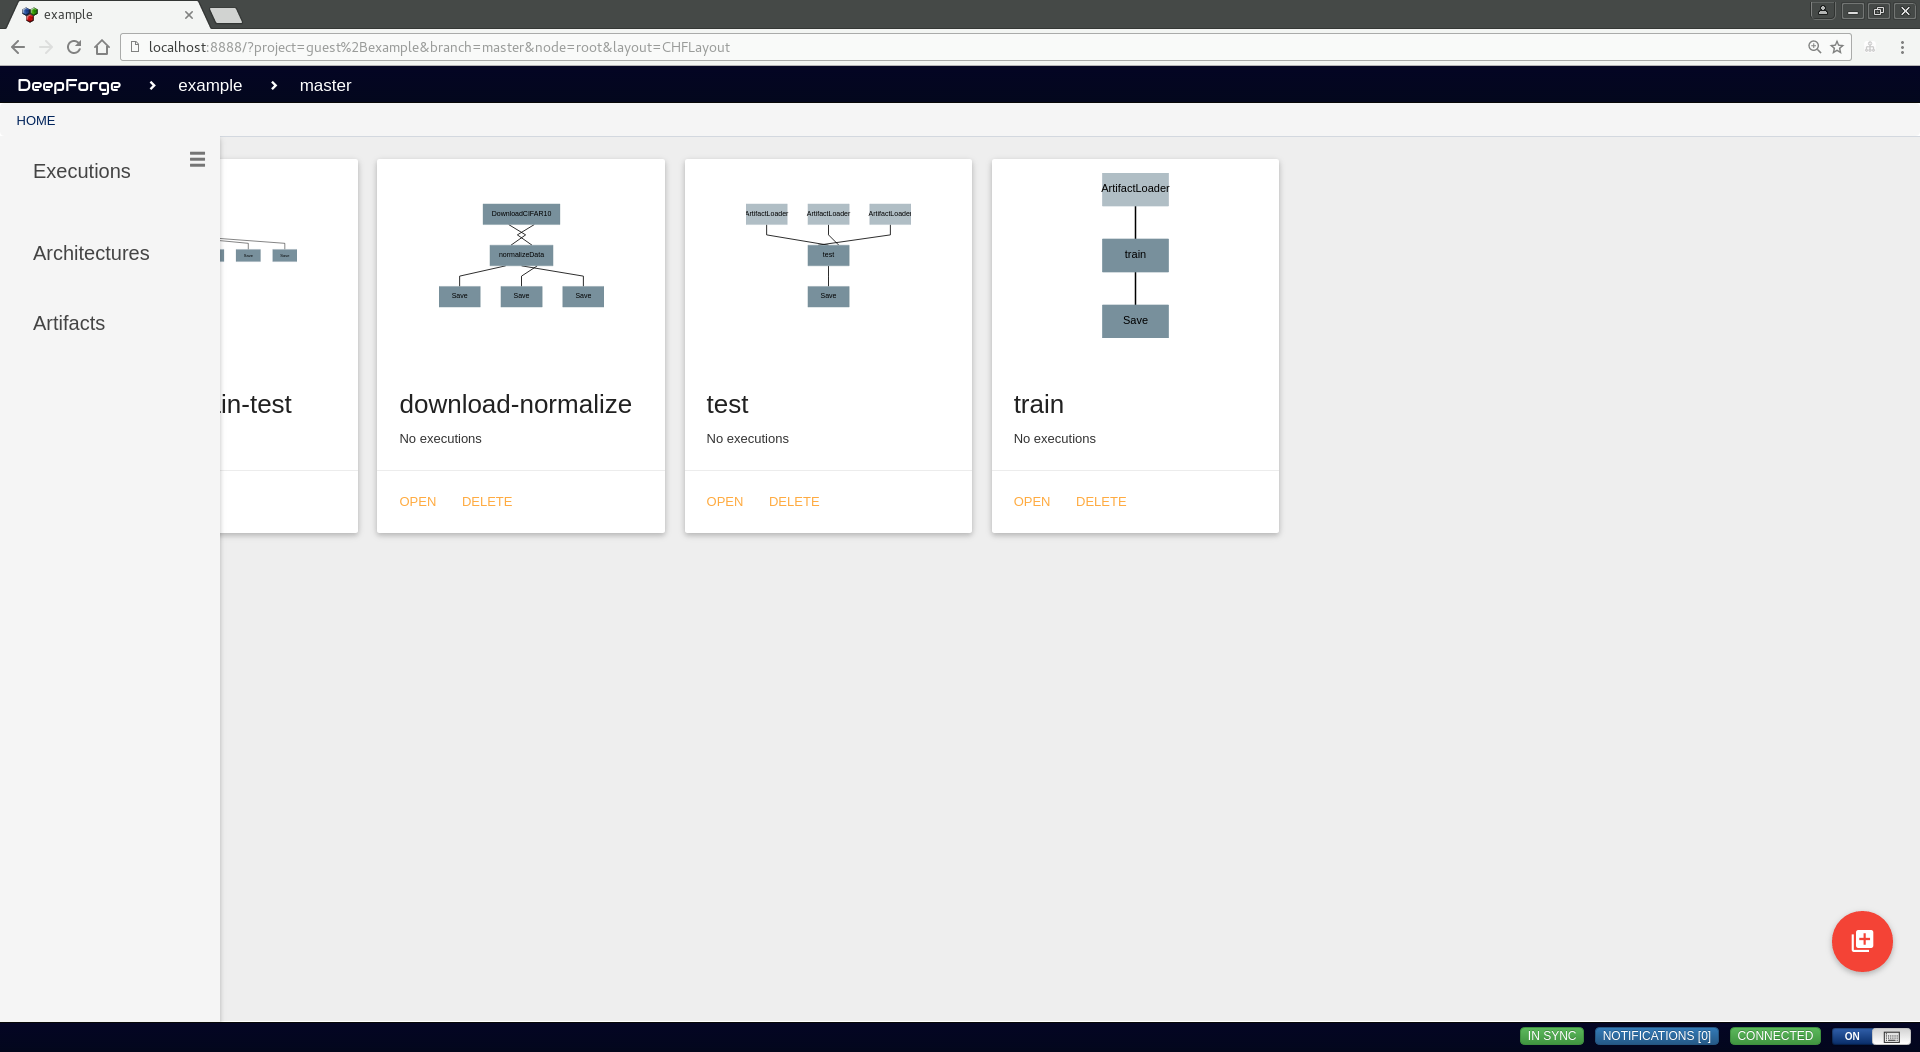 example
localhost:8888/?project=guest%2Bexample&branch=master&node=root&layout=CHFLayout
DeepForge
example
master
HOME
Executions
Architectures
Artifacts
Save
Save
in-test
DownloadCIFAR10
normalizeData
Save
Save
Save
download-normalize
No executions
OPEN
DELETE
ArtifactLoader
ArtifactLoader
ArtifactLoader
test
Save
test
No executions
OPEN
DELETE
ArtifactLoader
train
Save
train
No executions
OPEN
DELETE
IN SYNC
NOTIFICATIONS [0]
CONNECTED
ON